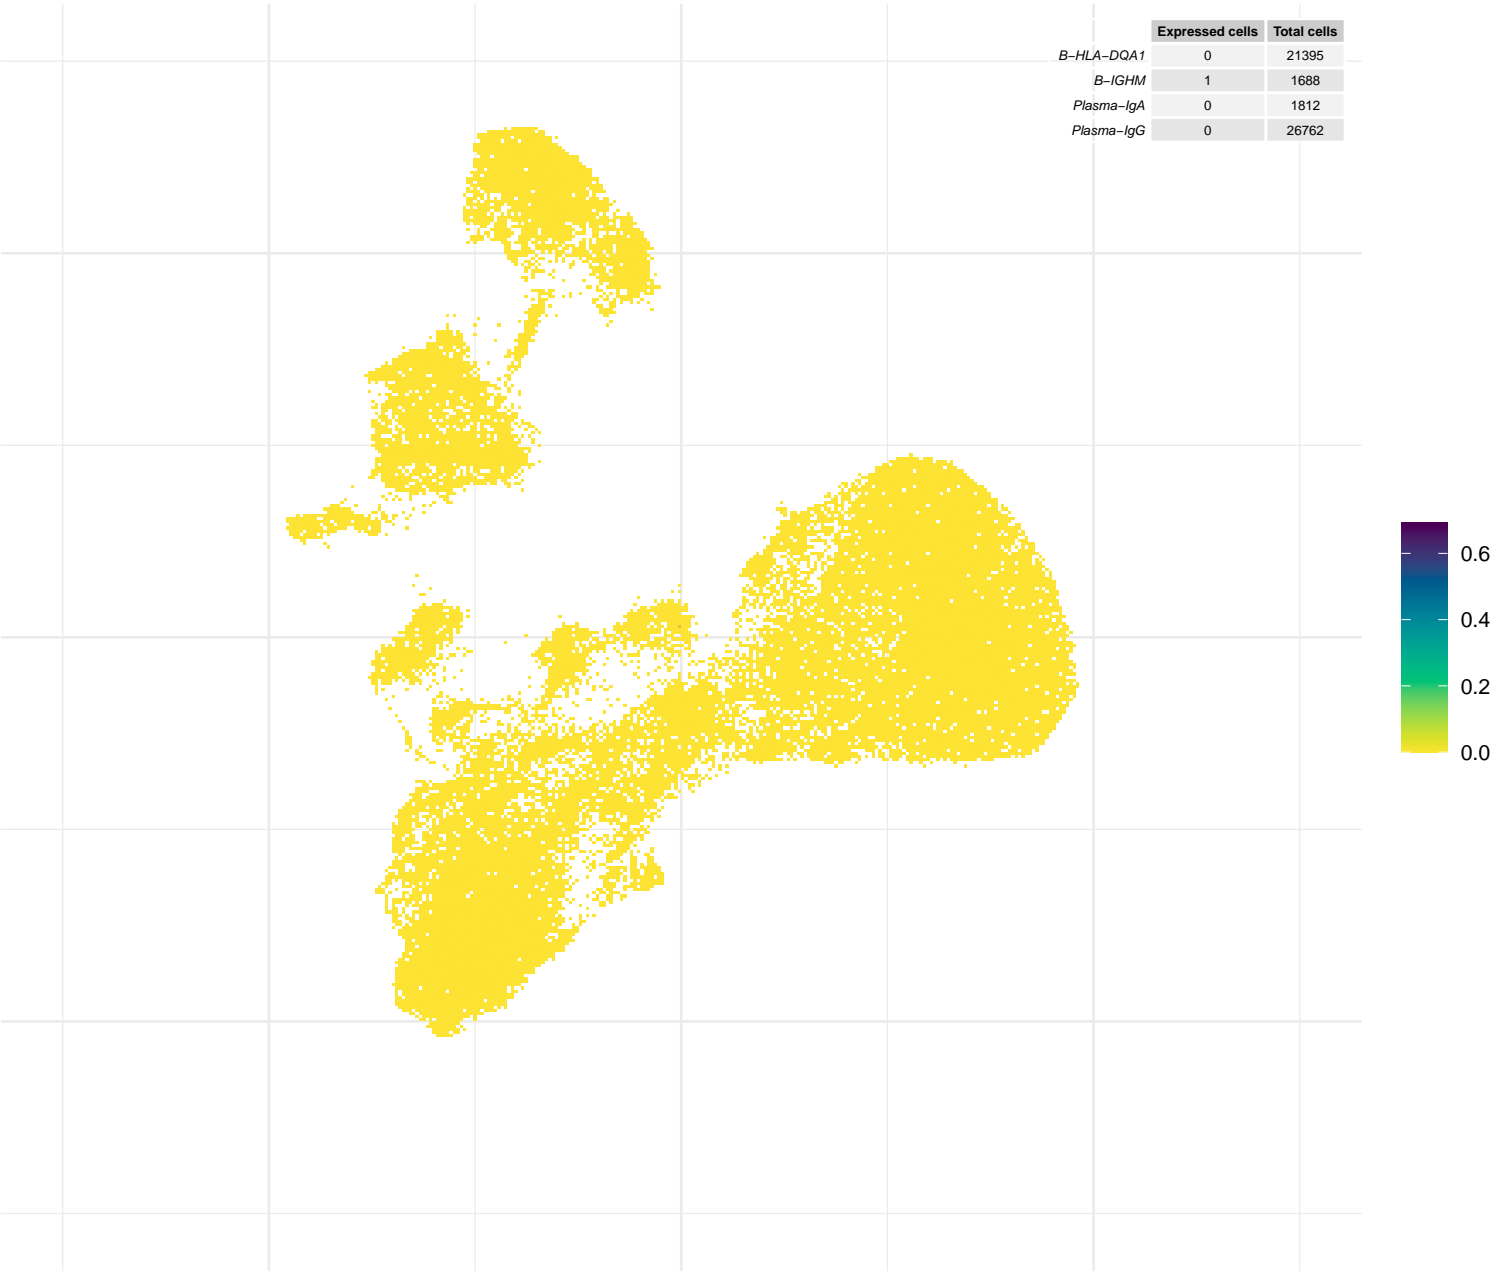 Expressed cells Total cells
B−HLA−DQA1 0 21395
B−IGHM 1 1688
Plasma−IgA 0 1812
Plasma−IgG 0 26762
0.6
0.4
0.2
0.0